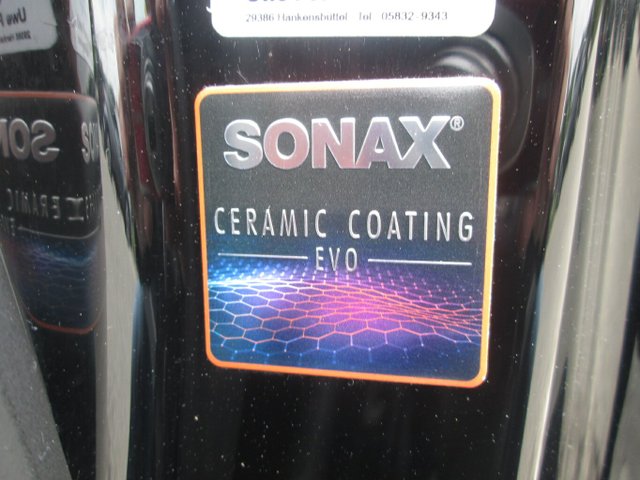 29386 Hankensbüttel Tel. 05832-9343
SONAX®
CERAMIC COATING
EVO